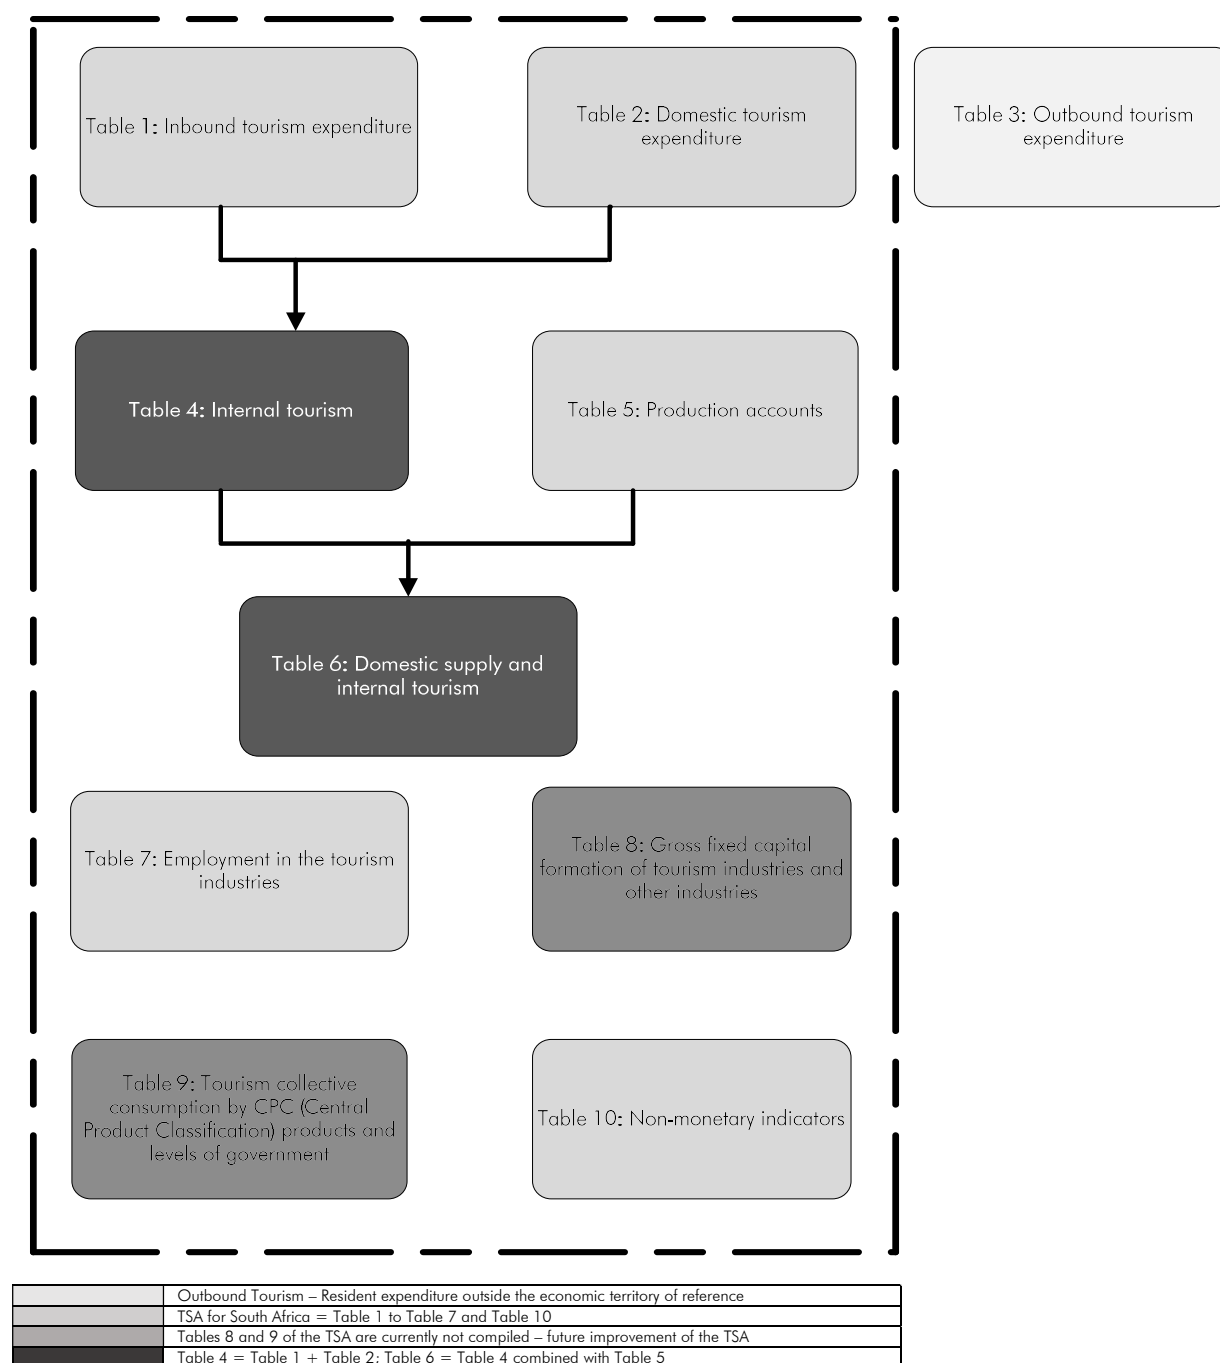 Table 1: Inbound tourism expenditure
Table 2: Domestic tourism
expenditure
Table 3: Outbound tourism
expenditure
Table 4: Internal tourism
Table 5: Production accounts
Table 6: Domestic supply and
internal tourism
Table 7: Employment in the tourism
industries
Table 8: Gross fixed capital
formation of tourism industries and
other industries
Table 9: Tourism collective
consumption by CPC (Central
Product Classification) products and
levels of government
Table 10: Non-monetary indicators
Outbound Tourism – Resident expenditure outside the economic territory of reference
TSA for South Africa = Table 1 to Table 7 and Table 10
Tables 8 and 9 of the TSA are currently not compiled – future improvement of the TSA
Table 4 = Table 1 + Table 2; Table 6 = Table 4 combined with Table 5